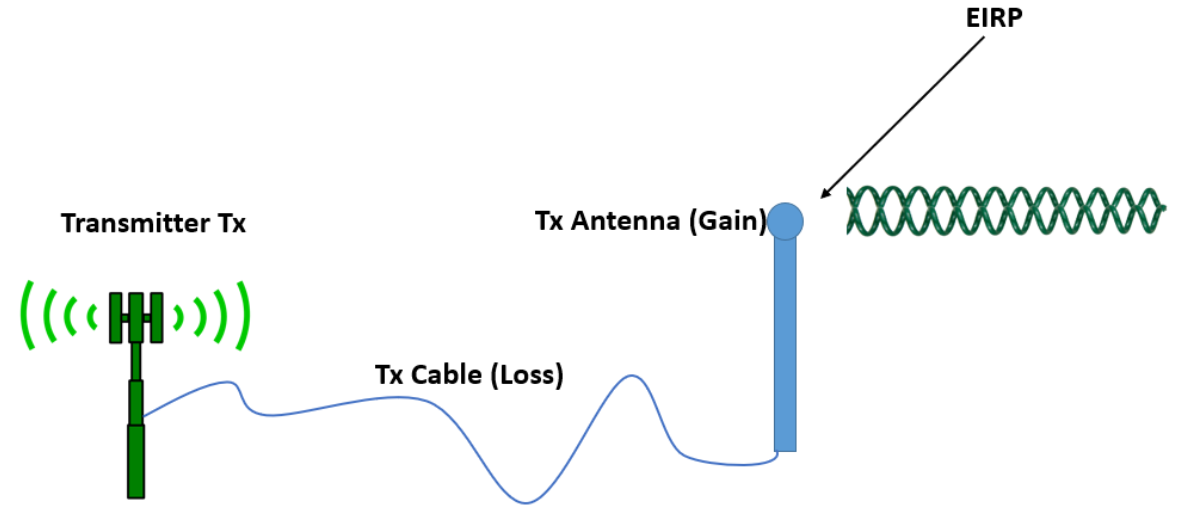 EIRP
Transmitter Tx
Tx Antenna (Gain)
Tx Cable (Loss)